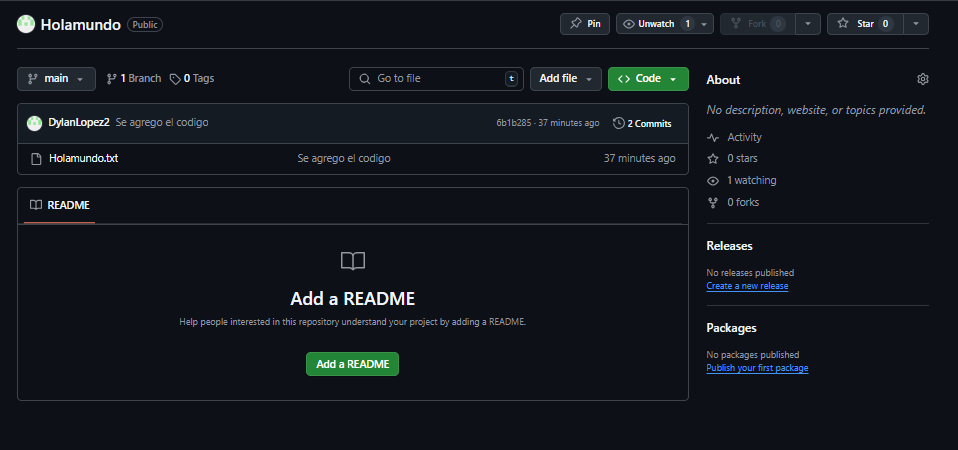 Holamundo Public Pin Unwatch 1 Fork 0 Star 0
main 1 Branch 0 Tags Go to file t Add file Code
About
No description, website, or topics provided.
DylanLopez2 Se agrego el codigo 6b1b285 · 37 minutes ago 2 Commits
Holamundo.txt Se agrego el codigo 37 minutes ago
README
Add a README
Help people interested in this repository understand your project by adding a README.
Add a README
Activity
0 stars
1 watching
0 forks
Releases
No releases published
Create a new release
Packages
No packages published
Publish your first package